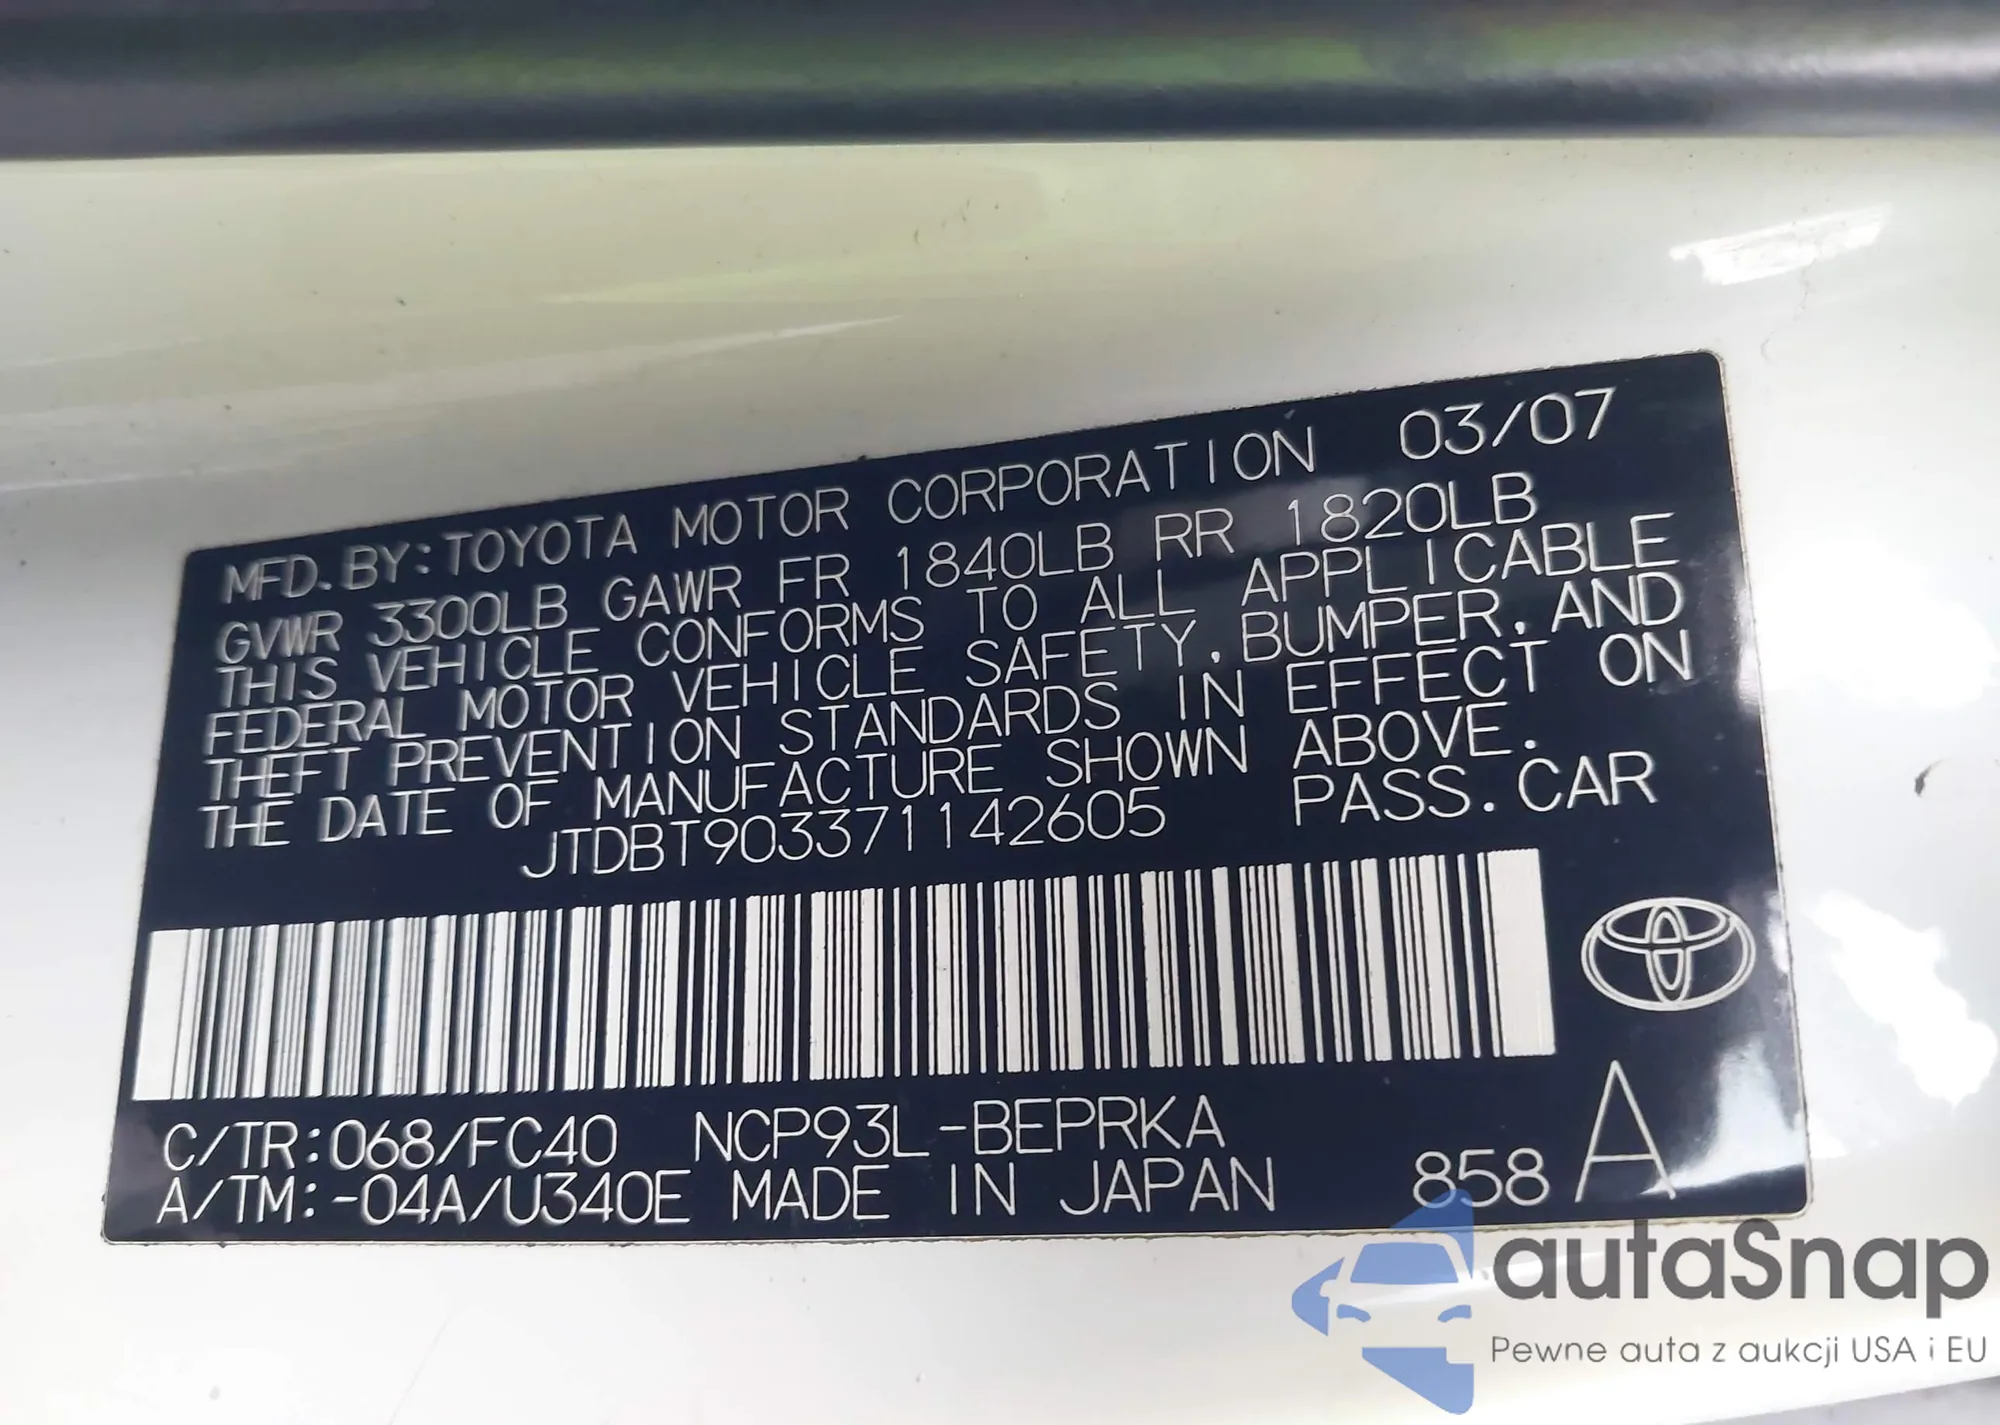 MFD.BY:TOYOTA MOTOR CORPORATION 03/07
GVWR 3300LB GAWR FR 1840LB RR 1820LB
THIS VEHICLE CONFORMS TO ALL APPLICABLE
FEDERAL MOTOR VEHICLE SAFETY, BUMPER, AND
THEFT PREVENTION STANDARDS IN EFFECT ON
THE DATE OF MANUFACTURE SHOWN ABOVE.
JTDBT903371142605 PASS.CAR
C/TR:068/FC40 NCP93L-BEPRKA
A/TM:-04A/U340E MADE IN JAPAN 858 A
autaSnap
Pewne auta z aukcji USA i EU